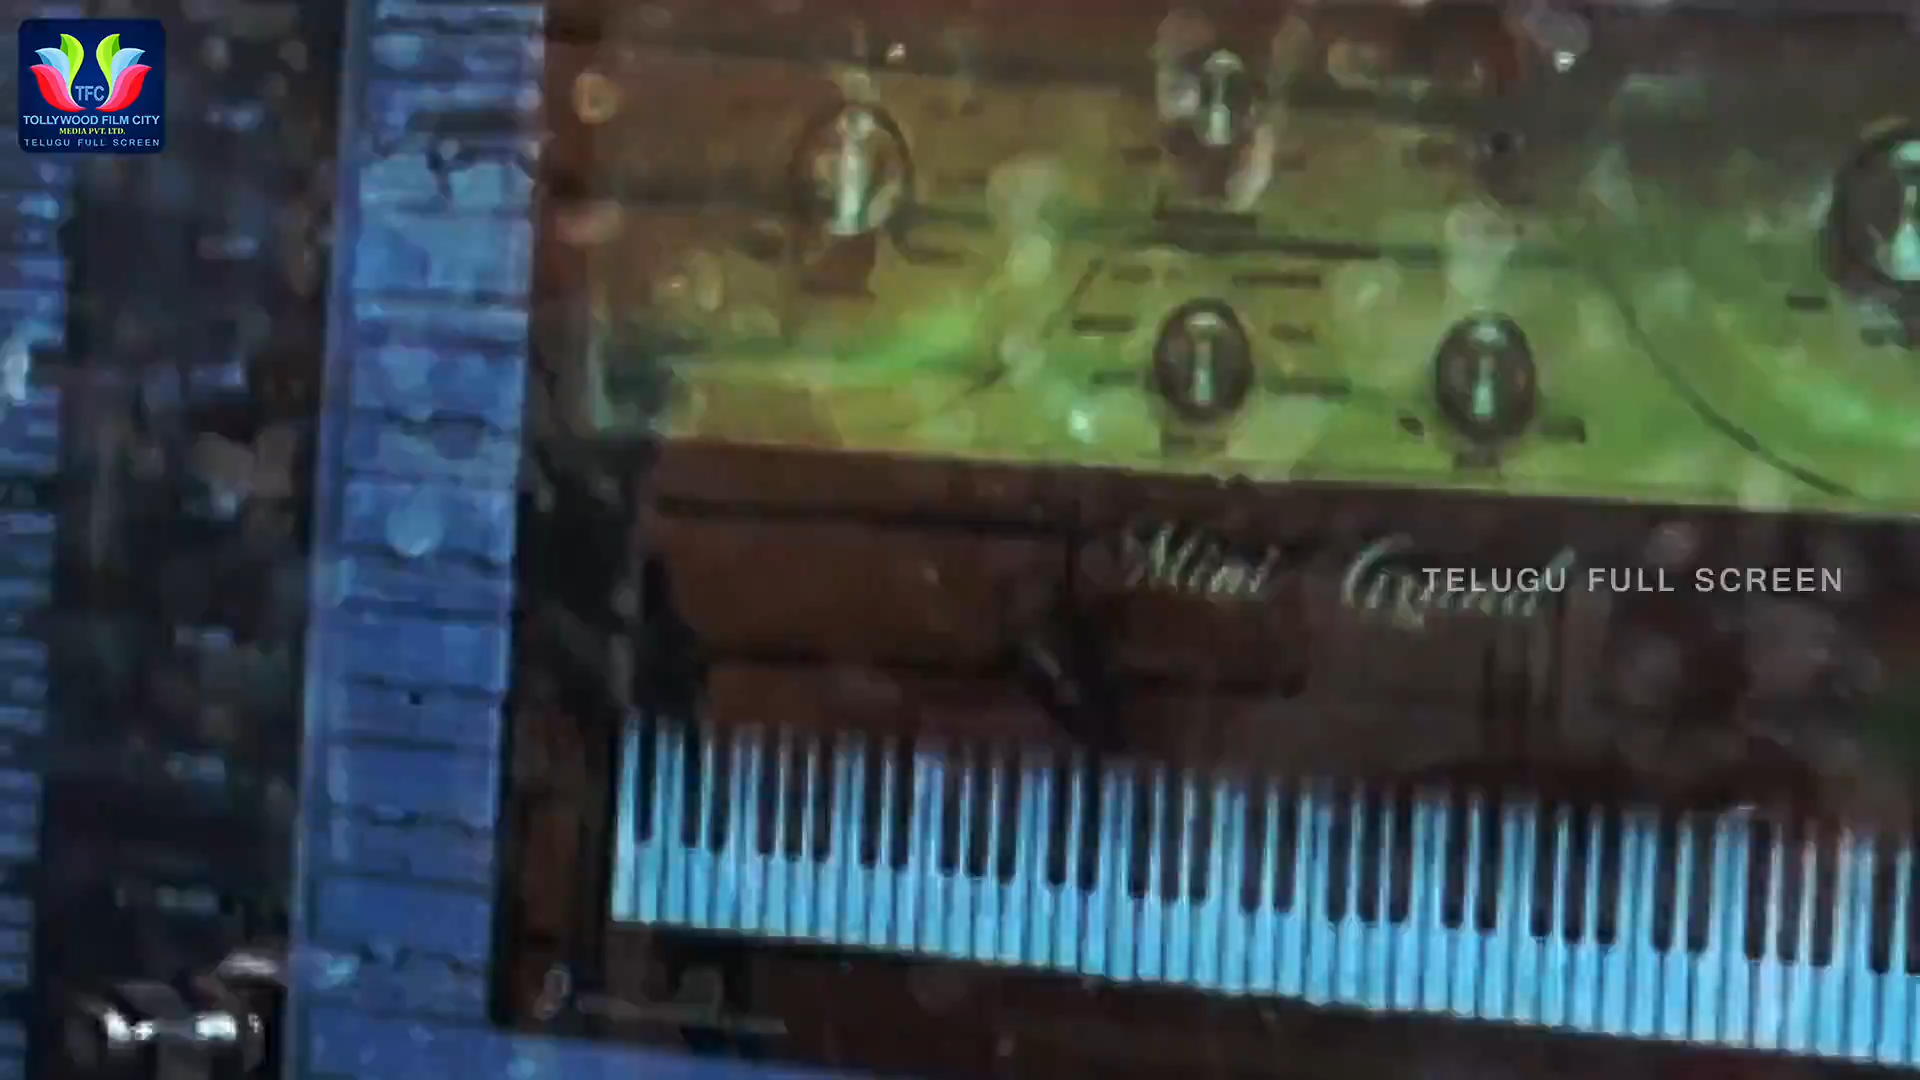 TFC
TOLLYWOOD FILM CITY
MEDIA PVT. LTD.
TELUGU FULL SCREEN
Mini
TELUGU FULL SCREEN